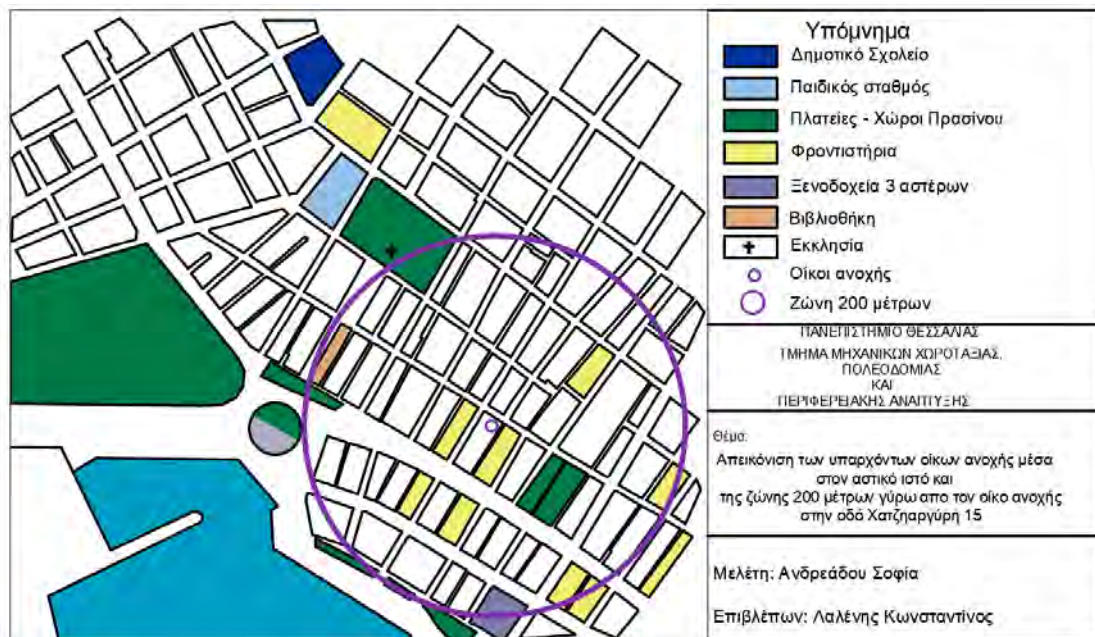 Υπόμνημα
Δημοτικό Σχολείο
Παιδικός σταθμός
Πλατείες - Χώροι Πρασίνου
Φροντιστήρια
Ξενοδοχεία 3 αστέρων
Βιβλιοθήκη
Εκκλησία
Οίκοι ανοχής
Ζώνη 200 μέτρων
ΠΑΝΕΠΙΣΤΗΜΙΟ ΘΕΣΣΑΛΙΑΣ
ΤΜΗΜΑ ΜΗΧΑΝΙΚΩΝ ΧΩΡΟΤΑΞΙΑΣ,
ΠΟΛΕΟΔΟΜΙΑΣ
ΚΑΙ
ΠΕΡΙΦΕΡΕΙΑΚΗΣ ΑΝΑΠΤΥΞΗΣ
Θέμα:
Απεικόνιση των υπαρχόντων οίκων ανοχής μέσα
στον αστικό ιστό και
της ζώνης 200 μέτρων γύρω απο τον οίκο ανοχής
στην οδό Χατζηαργύρη 15
Μελέτη: Ανδρεάδου Σοφία
Επιβλέπων: Λαλένης Κωνσταντίνος